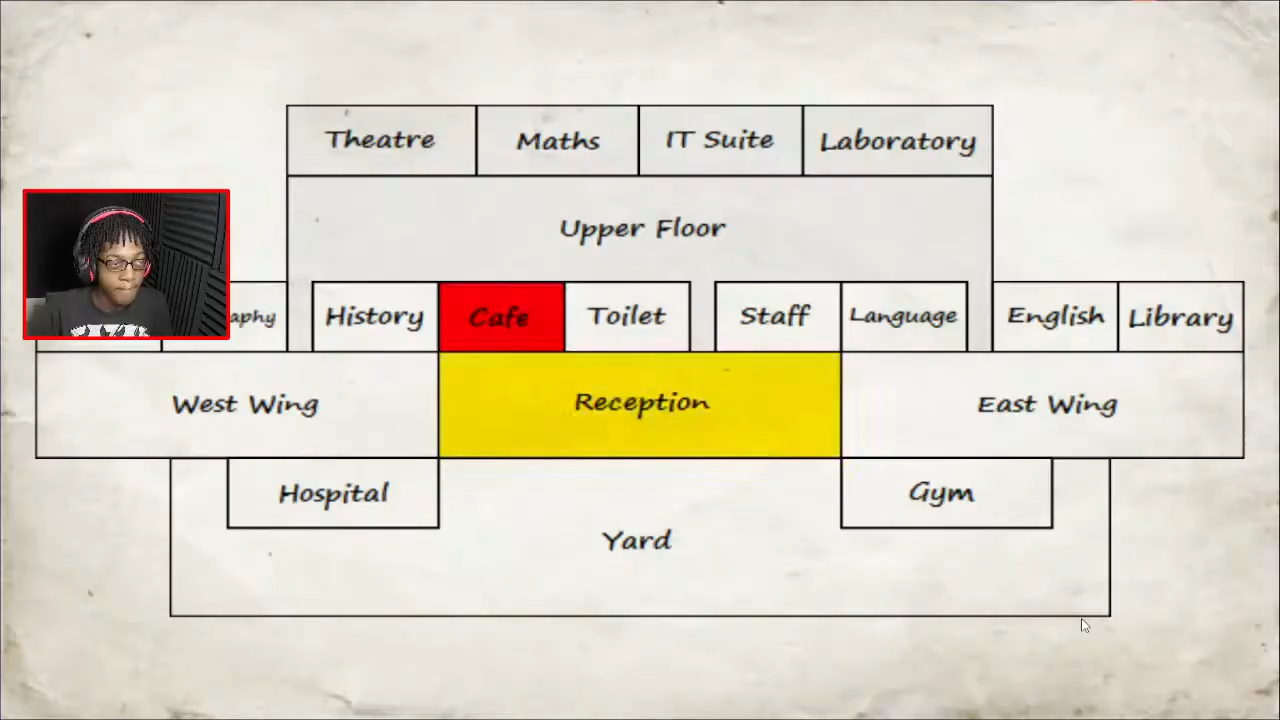 Theatre Maths IT Suite Laboratory
Upper Floor
History Cafe Toilet Staff Language English Library
West Wing Reception East Wing
Hospital Gym
Yard